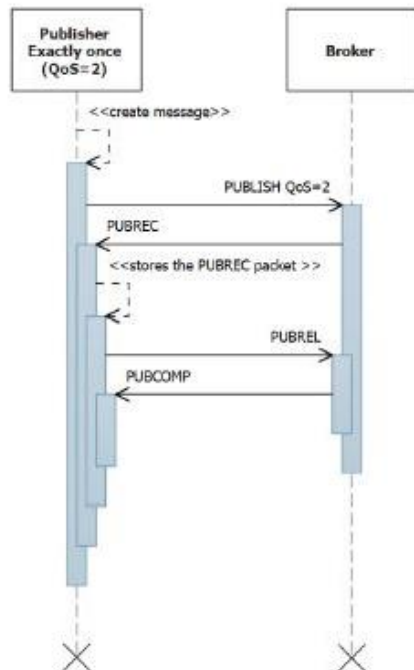 Publisher
Exactly once
(QoS=2)
Broker
<<create message>>
PUBLISH QoS=2
PUBREC
<<stores the PUBREC packet >>
PUBREL
PUBCOMP